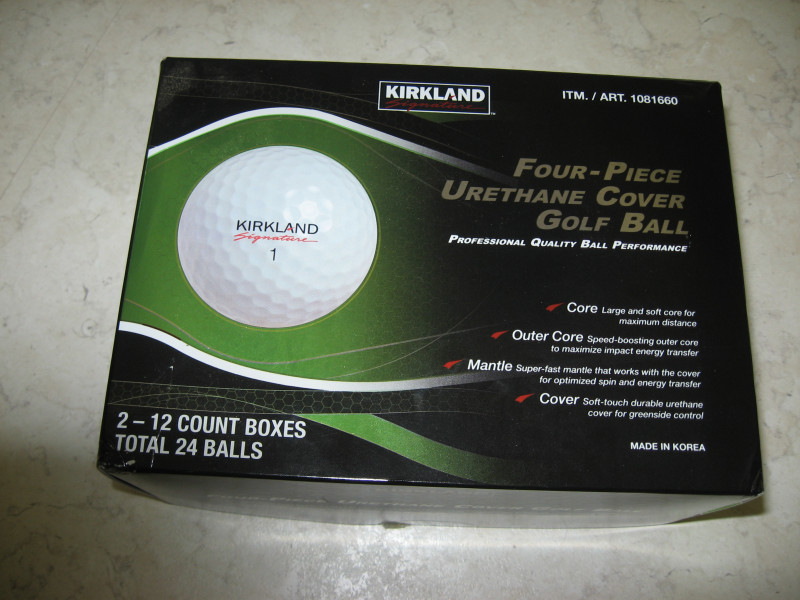 KIRKLAND
Signature™
ITM. / ART. 1081660
FOUR-PIECE
URETHANE COVER
GOLF BALL
PROFESSIONAL QUALITY BALL PERFORMANCE
KIRKLAND
Signature
1
Core Large and soft core for
maximum distance
Outer Core Speed-boosting outer core
to maximize impact energy transfer
Mantle Super-fast mantle that works with the cover
for optimized spin and energy transfer
Cover Soft-touch durable urethane
cover for greenside control
2 – 12 COUNT BOXES
TOTAL 24 BALLS
MADE IN KOREA